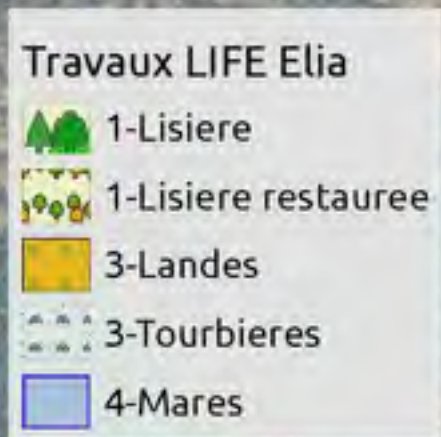 Travaux LIFE Elia
1-Lisiere
1-Lisiere restauree
3-Landes
3-Tourbieres
4-Mares